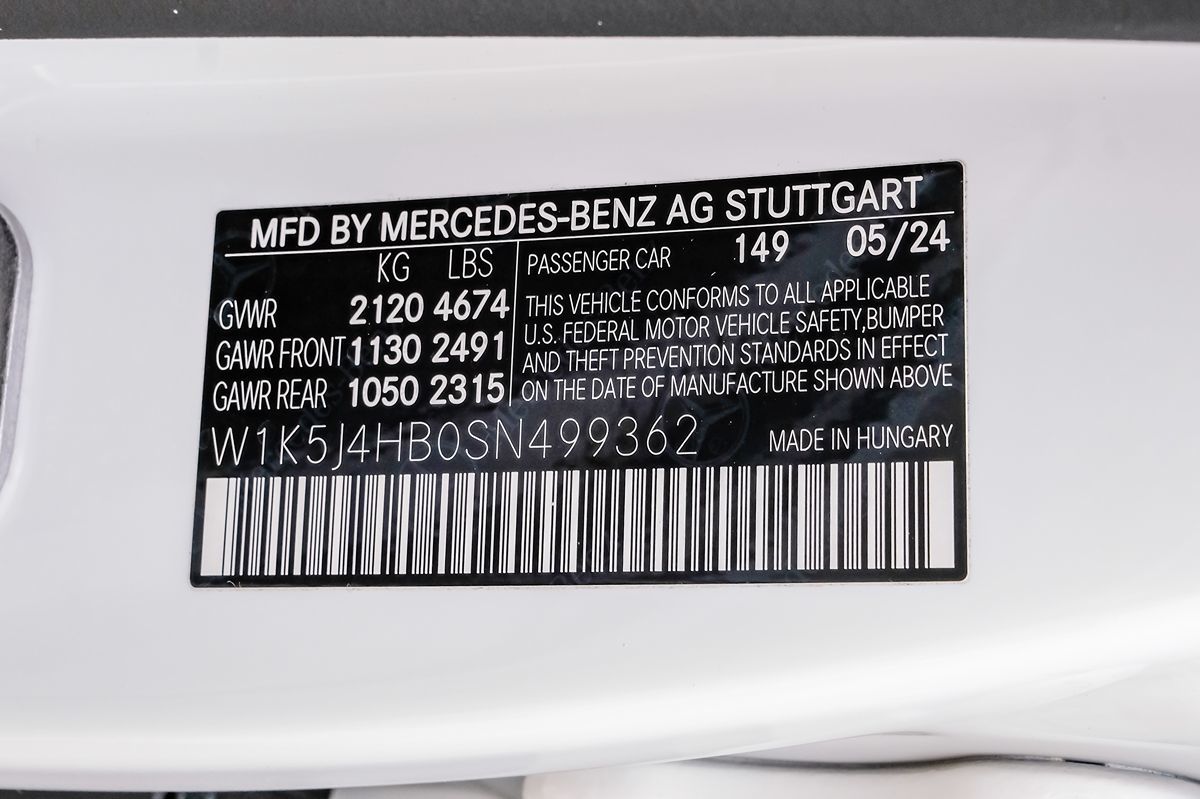 MFD BY MERCEDES-BENZ AG STUTTGART
KG LBS
GVWR 2120 4674
GAWR FRONT 1130 2491
GAWR REAR 1050 2315
PASSENGER CAR 149 05/24
THIS VEHICLE CONFORMS TO ALL APPLICABLE
U.S. FEDERAL MOTOR VEHICLE SAFETY,BUMPER
AND THEFT PREVENTION STANDARDS IN EFFECT
ON THE DATE OF MANUFACTURE SHOWN ABOVE
W1K5J4HB0SN499362
MADE IN HUNGARY